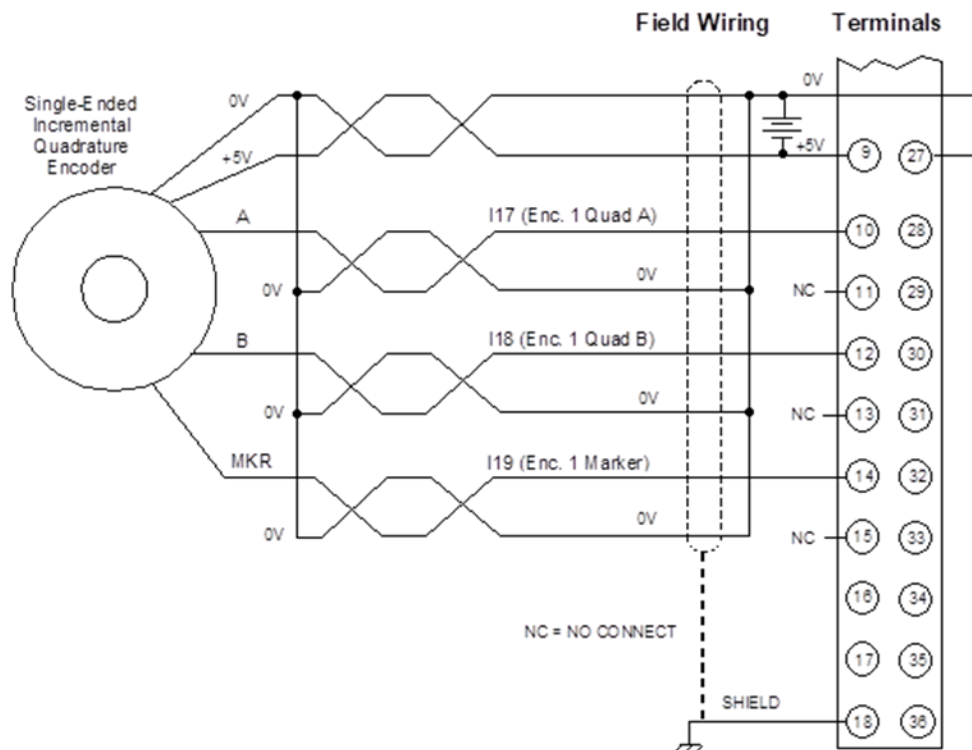 Field Wiring
Terminals
Single-Ended
Incremental
Quadrature
Encoder
0V
0V
+5V
+5V
9
27
A
I17 (Enc. 1 Quad A)
10
28
0V
0V
NC
11
29
B
I18 (Enc. 1 Quad B)
12
30
0V
0V
NC
13
31
MKR
I19 (Enc. 1 Marker)
14
32
0V
0V
NC
15
33
16
34
NC = NO CONNECT
17
35
SHIELD
18
36